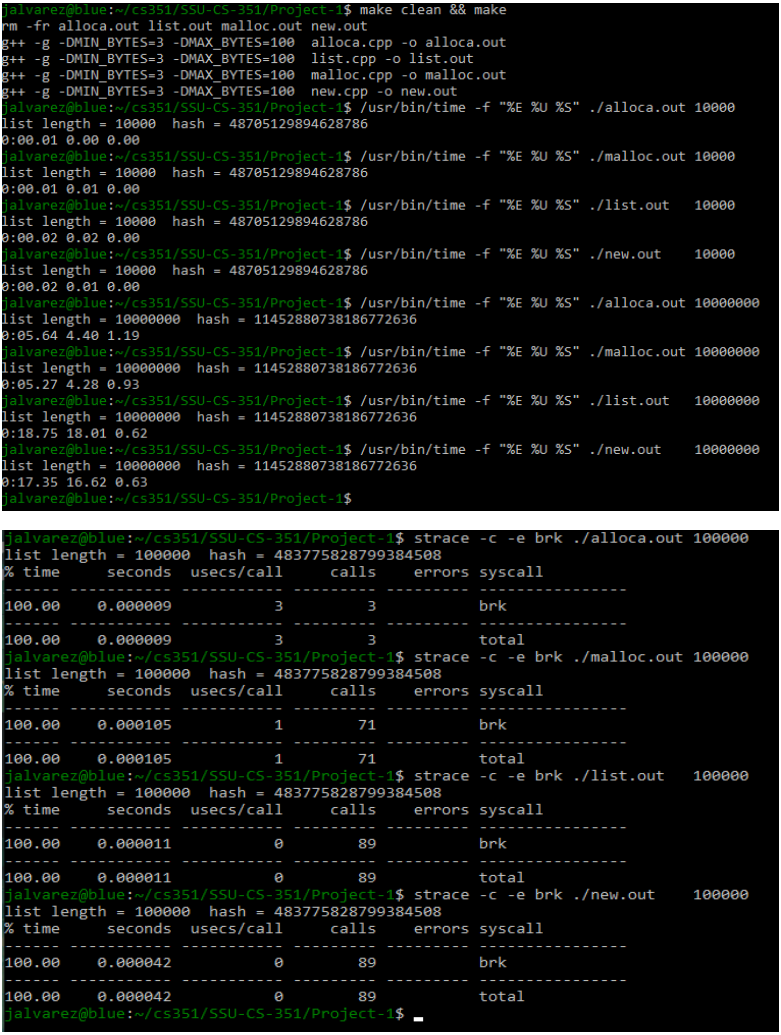 jalvarez@blue:~/cs351/SSU-CS-351/Project-1$ make clean && make
rm -fr alloca.out list.out malloc.out new.out
g++ -g -DMIN_BYTES=3 -DMAX_BYTES=100  alloca.cpp -o alloca.out
g++ -g -DMIN_BYTES=3 -DMAX_BYTES=100  list.cpp -o list.out
g++ -g -DMIN_BYTES=3 -DMAX_BYTES=100  malloc.cpp -o malloc.out
g++ -g -DMIN_BYTES=3 -DMAX_BYTES=100  new.cpp -o new.out
jalvarez@blue:~/cs351/SSU-CS-351/Project-1$ /usr/bin/time -f "%E %U %S" ./alloca.out 10000
list length = 10000  hash = 48705129894628786
0:00.01 0.00 0.00
jalvarez@blue:~/cs351/SSU-CS-351/Project-1$ /usr/bin/time -f "%E %U %S" ./malloc.out 10000
list length = 10000  hash = 48705129894628786
0:00.01 0.01 0.00
jalvarez@blue:~/cs351/SSU-CS-351/Project-1$ /usr/bin/time -f "%E %U %S" ./list.out   10000
list length = 10000  hash = 48705129894628786
0:00.02 0.02 0.00
jalvarez@blue:~/cs351/SSU-CS-351/Project-1$ /usr/bin/time -f "%E %U %S" ./new.out    10000
list length = 10000  hash = 48705129894628786
0:00.02 0.01 0.00
jalvarez@blue:~/cs351/SSU-CS-351/Project-1$ /usr/bin/time -f "%E %U %S" ./alloca.out 10000000
list length = 10000000  hash = 11452880738186772636
0:05.64 4.40 1.19
jalvarez@blue:~/cs351/SSU-CS-351/Project-1$ /usr/bin/time -f "%E %U %S" ./malloc.out 10000000
list length = 10000000  hash = 11452880738186772636
0:05.27 4.28 0.93
jalvarez@blue:~/cs351/SSU-CS-351/Project-1$ /usr/bin/time -f "%E %U %S" ./list.out   10000000
list length = 10000000  hash = 11452880738186772636
0:18.75 18.01 0.62
jalvarez@blue:~/cs351/SSU-CS-351/Project-1$ /usr/bin/time -f "%E %U %S" ./new.out    10000000
list length = 10000000  hash = 11452880738186772636
0:17.35 16.62 0.63
jalvarez@blue:~/cs351/SSU-CS-351/Project-1$
jalvarez@blue:~/cs351/SSU-CS-351/Project-1$ strace -c -e brk ./alloca.out 100000
list length = 100000  hash = 483775828799384508
% time     seconds  usecs/call     calls    errors syscall
------ ----------- ----------- --------- --------- ----------------
100.00    0.000009           3         3           brk
------ ----------- ----------- --------- --------- ----------------
100.00    0.000009           3         3           total
jalvarez@blue:~/cs351/SSU-CS-351/Project-1$ strace -c -e brk ./malloc.out 100000
list length = 100000  hash = 483775828799384508
% time     seconds  usecs/call     calls    errors syscall
------ ----------- ----------- --------- --------- ----------------
100.00    0.000105           1        71           brk
------ ----------- ----------- --------- --------- ----------------
100.00    0.000105           1        71           total
jalvarez@blue:~/cs351/SSU-CS-351/Project-1$ strace -c -e brk ./list.out   100000
list length = 100000  hash = 483775828799384508
% time     seconds  usecs/call     calls    errors syscall
------ ----------- ----------- --------- --------- ----------------
100.00    0.000011           0        89           brk
------ ----------- ----------- --------- --------- ----------------
100.00    0.000011           0        89           total
jalvarez@blue:~/cs351/SSU-CS-351/Project-1$ strace -c -e brk ./new.out    100000
list length = 100000  hash = 483775828799384508
% time     seconds  usecs/call     calls    errors syscall
------ ----------- ----------- --------- --------- ----------------
100.00    0.000042           0        89           brk
------ ----------- ----------- --------- --------- ----------------
100.00    0.000042           0        89           total
jalvarez@blue:~/cs351/SSU-CS-351/Project-1$